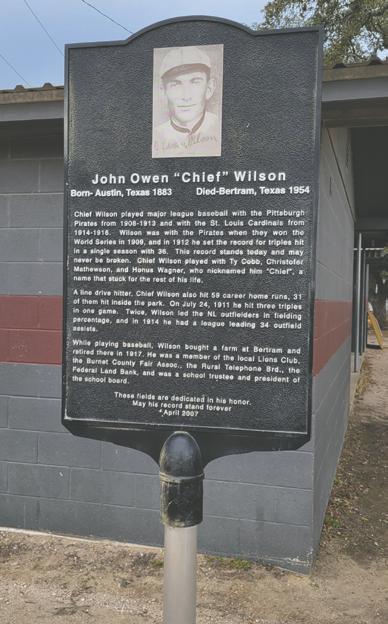 John Owen "Chief" Wilson
Born- Austin, Texas 1883 Died-Bertram, Texas 1954
Chief Wilson played major league baseball with the Pittsburgh
Pirates from 1908-1913 and with the St. Louis Cardinals from
1914-1916. Wilson was with the Pirates when they won the
World Series in 1909, and in 1912 he set the record for triples hit
in a single season with 36. This record stands today and may
never be broken. Chief Wilson played with Ty Cobb, Christofer
Mathewson, and Honus Wagner, who nicknamed him "Chief", a
name that stuck for the rest of his life.
A line drive hitter, Chief Wilson also hit 59 career home runs, 31
of them hit inside the park. On July 24, 1911 he hit three triples
in one game. Twice, Wilson led the NL outfielders in fielding
percentage, and in 1914 he had a league leading 34 outfield
assists.
While playing baseball, Wilson bought a farm at Bertram and
retired there in 1917. He was a member of the local Lions Club,
the Burnet County Fair Assoc., the Rural Telephone Brd., the
Federal Land Bank, and was a school trustee and president of
the school board.
These fields are dedicated in his honor.
May his record stand forever
April 2007